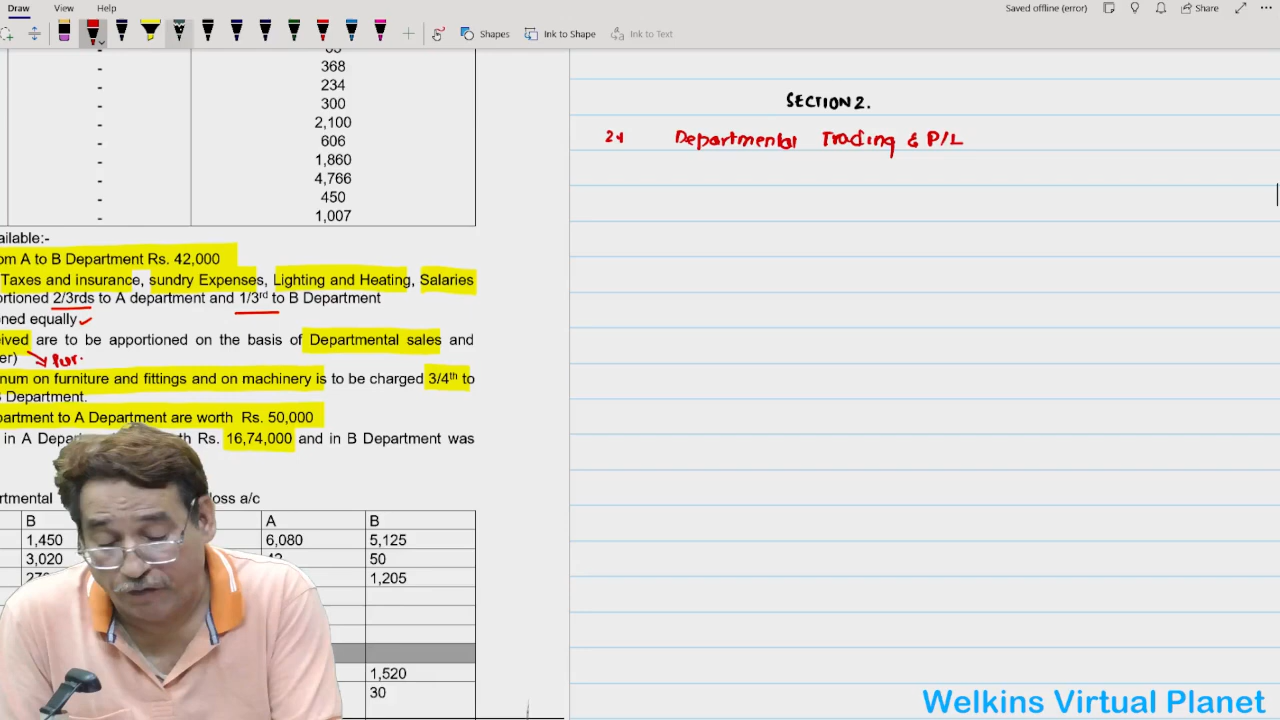 Draw View Help
Saved offline (error) Share
Shapes Ink to Shape Ink to Text
- 368
- 234
- 300
- 2,100
- 606
- 1,860
- 4,766
- 450
- 1,007
ailable:-
om A to B Department Rs. 42,000
Taxes and insurance, sundry Expenses, Lighting and Heating, Salaries
portioned 2/3rds to A department and 1/3rd to B Department
ned equally
eived are to be apportioned on the basis of Departmental sales and
er) Pur.
num on furniture and fittings and on machinery is to be charged 3/4th to
B Department.
partment to A Department are worth Rs. 50,000
in A Rs. 16,74,000 and in B Department was
rtmental loss a/c
B A B
1,450 6,080 5,125
3,020 50
1,205
1,520
30
SECTION 2.
24 Departmental Trading & P/L
Welkins Virtual Planet